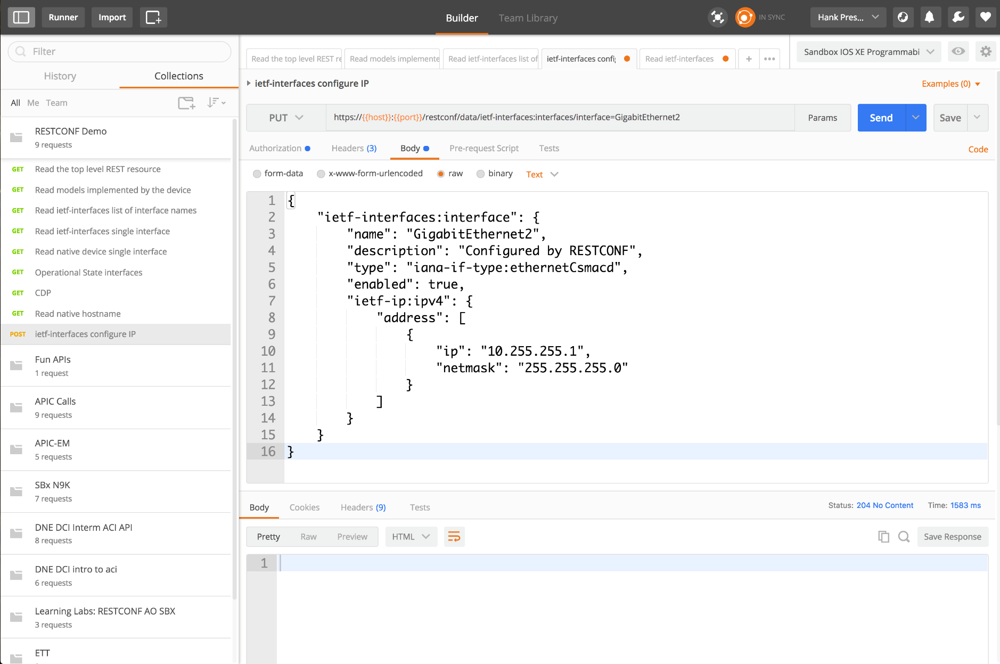 Runner Import Builder Team Library IN SYNC Hank Pres...
Filter
History Collections
All Me Team
RESTCONF Demo
9 requests
GET Read the top level REST resource
GET Read models implemented by the device
GET Read ietf-interfaces list of interface names
GET Read ietf-interfaces single interface
GET Read native device single interface
GET Operational State interfaces
GET CDP
GET Read native hostname
POST ietf-interfaces configure IP
Fun APIs
1 request
APIC Calls
9 requests
APIC-EM
5 requests
SBx N9K
7 requests
DNE DCI Interm ACI API
8 requests
DNE DCI intro to aci
6 requests
Learning Labs: RESTCONF AO SBX
3 requests
ETT
Read the top level REST re Read models implemente Read ietf-interfaces list of ietf-interfaces config Read ietf-interfaces + ••• Sandbox IOS XE Programmabi
ietf-interfaces configure IP Examples (0)
PUT https://{{host}}:{{port}}/restconf/data/ietf-interfaces:interfaces/interface=GigabitEthernet2 Params Send Save
Authorization Headers (3) Body Pre-request Script Tests Code
form-data x-www-form-urlencoded raw binary Text
1 {
2 "ietf-interfaces:interface": {
3 "name": "GigabitEthernet2",
4 "description": "Configured by RESTCONF",
5 "type": "iana-if-type:ethernetCsmacd",
6 "enabled": true,
7 "ietf-ip:ipv4": {
8 "address": [
9 {
10 "ip": "10.255.255.1",
11 "netmask": "255.255.255.0"
12 }
13 ]
14 }
15 }
16 }
Body Cookies Headers (9) Tests Status: 204 No Content Time: 1583 ms
Pretty Raw Preview HTML Save Response
1